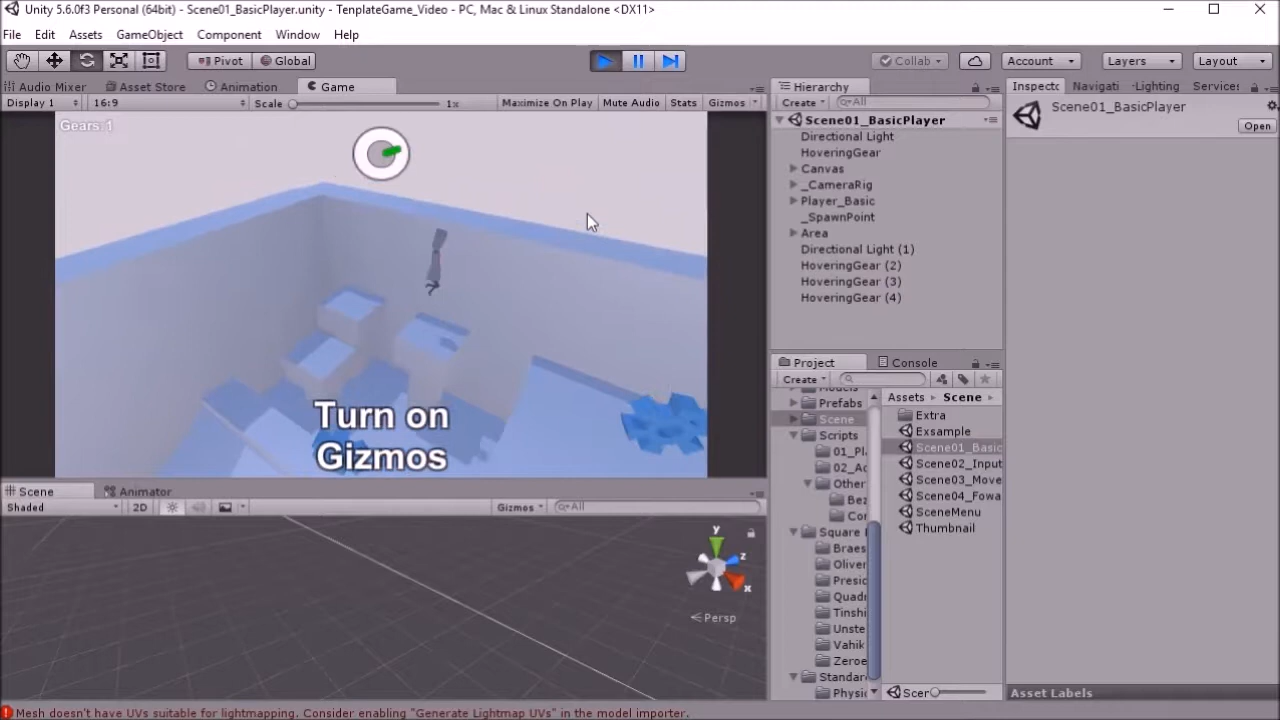 Unity 5.6.0f3 Personal (64bit) - Scene01_BasicPlayer.unity - TenplateGame_Video - PC, Mac & Linux Standalone <DX11>
File Edit Assets GameObject Component Window Help
Pivot Global Collab Account Layers Layout
Audio Mixer Asset Store Animation Game
Display 1 16:9 Scale 1x Maximize On Play Mute Audio Stats Gizmos
Gears:1
Turn on
Gizmos
Scene Animator
Shaded 2D Gizmos All
y
z
x
Persp
Hierarchy
Create All
Scene01_BasicPlayer
Directional Light
HoveringGear
Canvas
_CameraRig
Player_Basic
_SpawnPoint
Area
Directional Light (1)
HoveringGear (2)
HoveringGear (3)
HoveringGear (4)
Project Console
Create
Prefabs
Scene
Scripts
01_Pl
02_Ac
Othe
Bez
Cor
Square
Braes
Olive
Presic
Quad
Tinshi
Unste
Vahik
Zeroe
Standar
Physic
Assets Scene
Extra
Exsample
Scene01_Basic
Scene02_Input
Scene03_Move
Scene04_Fowa
SceneMenu
Thumbnail
Scer
Inspectc Navigati Lighting Services
Scene01_BasicPlayer
Open
Asset Labels
Mesh doesn't have UVs suitable for lightmapping. Consider enabling "Generate Lightmap UVs" in the model importer.